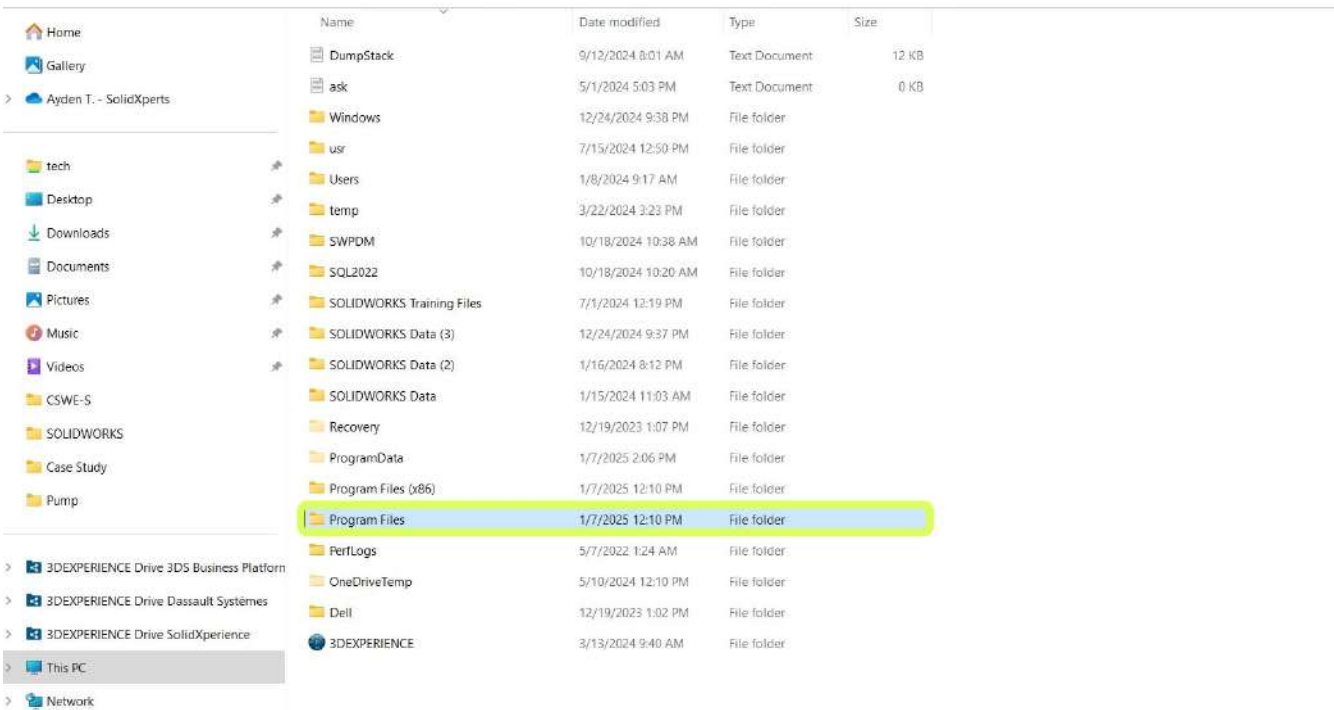 Home
Gallery
Ayden T. - SolidXperts
tech
Desktop
Downloads
Documents
Pictures
Music
Videos
CSWE-S
SOLIDWORKS
Case Study
Pump
3DEXPERIENCE Drive 3DS Business Platform
3DEXPERIENCE Drive Dassault Systèmes
3DEXPERIENCE Drive SolidXperience
This PC
Network
Name Date modified Type Size
DumpStack 9/12/2024 8:01 AM Text Document 12 KB
ask 5/1/2024 5:03 PM Text Document 0 KB
Windows 12/24/2024 9:38 PM File folder
usr 7/15/2024 12:50 PM File folder
Users 1/8/2024 9:17 AM File folder
temp 3/22/2024 3:23 PM File folder
SWPDM 10/18/2024 10:38 AM File folder
SQL2022 10/18/2024 10:20 AM File folder
SOLIDWORKS Training Files 7/1/2024 12:19 PM File folder
SOLIDWORKS Data (3) 12/24/2024 9:37 PM File folder
SOLIDWORKS Data (2) 1/16/2024 8:12 PM File folder
SOLIDWORKS Data 1/15/2024 11:03 AM File folder
Recovery 12/19/2023 1:07 PM File folder
ProgramData 1/7/2025 2:06 PM File folder
Program Files (x86) 1/7/2025 12:10 PM File folder
Program Files 1/7/2025 12:10 PM File folder
PerfLogs 5/7/2022 1:24 AM File folder
OneDriveTemp 5/10/2024 12:10 PM File folder
Dell 12/19/2023 1:02 PM File folder
3DEXPERIENCE 3/13/2024 9:40 AM File folder